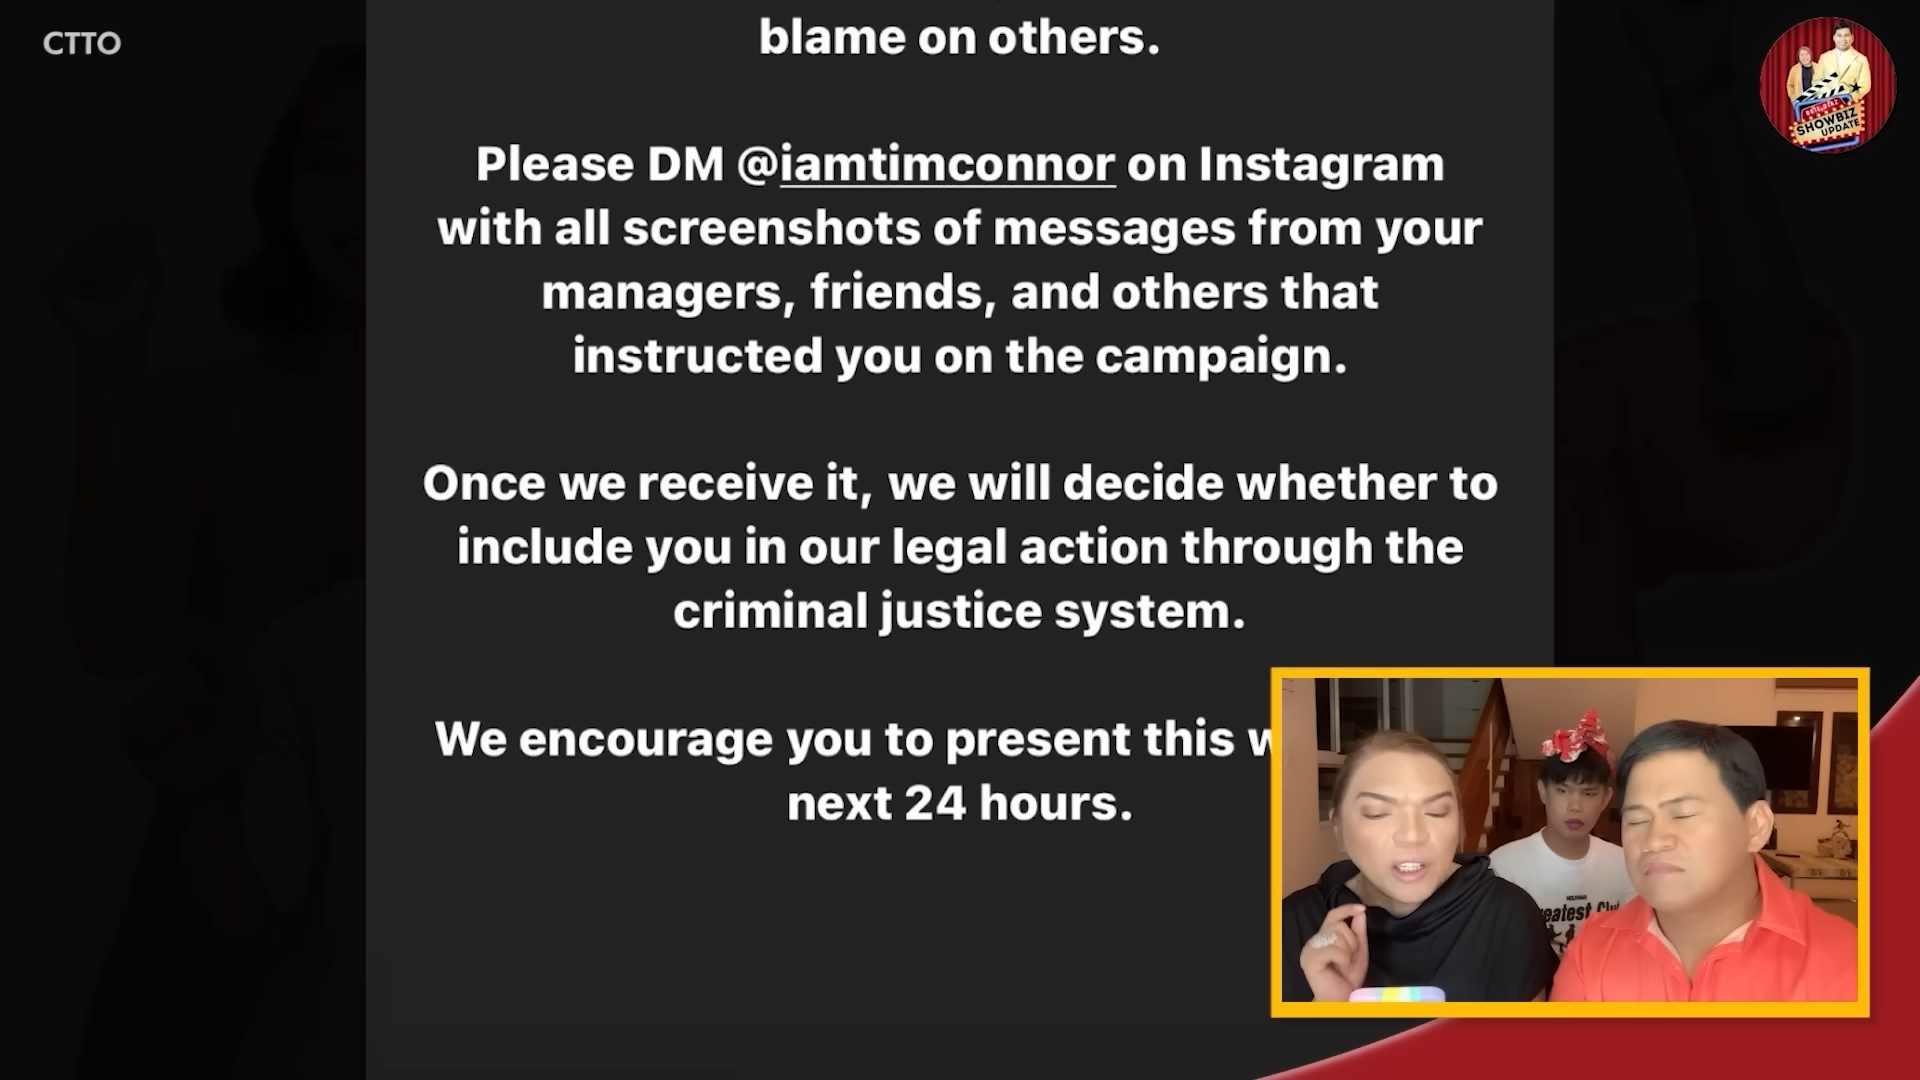 CTTO
blame on others.
Please DM @iamtimconnor on Instagram
with all screenshots of messages from your
managers, friends, and others that
instructed you on the campaign.
Once we receive it, we will decide whether to
include you in our legal action through the
criminal justice system.
We encourage you to present this w
next 24 hours.
SHOWBIZ
UPDATE
eatest